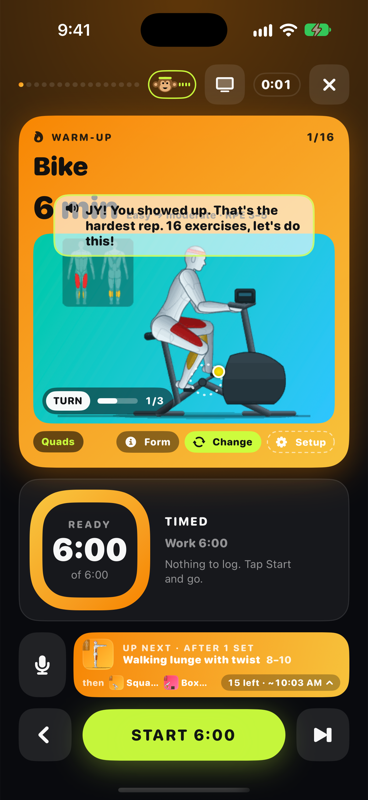 9:41
0:01
WARM-UP
1/16
Bike
6 min
JY! You showed up. That's the
hardest rep. 16 exercises, let's do
this!
TURN
1/3
Quads
Form
Change
Setup
READY
6:00
of 6:00
TIMED
Work 6:00
Nothing to log. Tap Start
and go.
UP NEXT · AFTER 1 SET
Walking lunge with twist 8–10
then Squa... Box...
15 left · ~10:03 AM
START 6:00